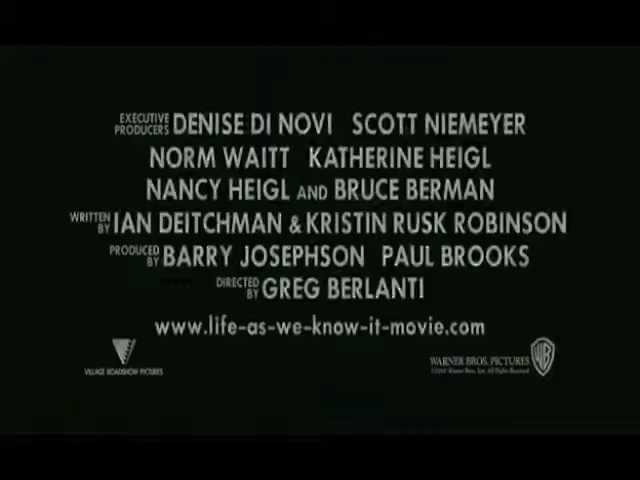 EXECUTIVE PRODUCERS DENISE DI NOVI SCOTT NIEMEYER
NORM WAITT KATHERINE HEIGL
NANCY HEIGL AND BRUCE BERMAN
WRITTEN BY IAN DEITCHMAN & KRISTIN RUSK ROBINSON
PRODUCED BY BARRY JOSEPHSON PAUL BROOKS
DIRECTED BY GREG BERLANTI
www.life-as-we-know-it-movie.com
VILLAGE ROADSHOW PICTURES
WARNER BROS. PICTURES
WB